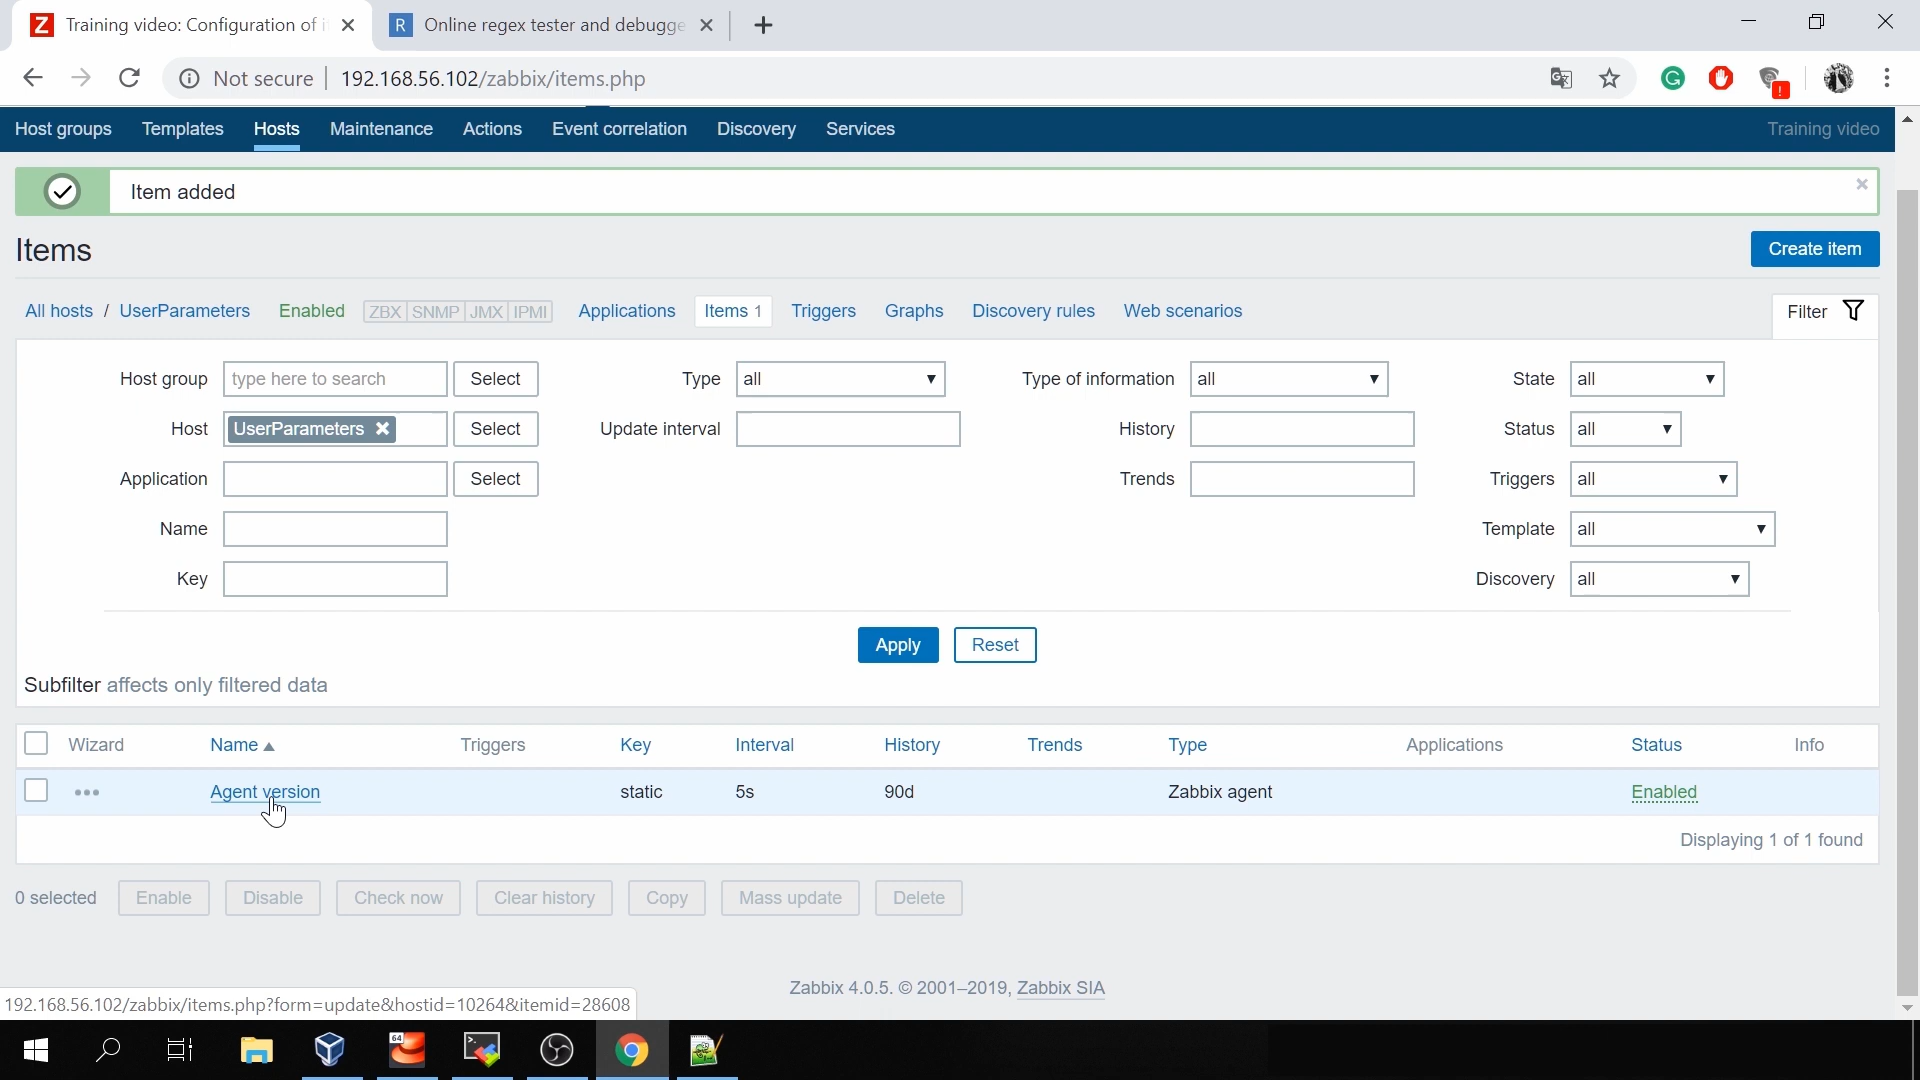 Training video: Configuration of i
Online regex tester and debugge
Not secure
192.168.56.102/zabbix/items.php
Host groups Templates Hosts Maintenance Actions Event correlation Discovery Services Training video
Item added
Items
Create item
All hosts / UserParameters Enabled ZBX SNMP JMX IPMI Applications Items 1 Triggers Graphs Discovery rules Web scenarios Filter
Host group type here to search Select Type all Type of information all State all
Host UserParameters Select Update interval History Status all
Application Select Trends Triggers all
Name Template all
Key Discovery all
Apply Reset
Subfilter affects only filtered data
Wizard Name Triggers Key Interval History Trends Type Applications Status Info
Agent version static 5s 90d Zabbix agent Enabled
Displaying 1 of 1 found
0 selected Enable Disable Check now Clear history Copy Mass update Delete
Zabbix 4.0.5. © 2001–2019, Zabbix SIA
192.168.56.102/zabbix/items.php?form=update&hostid=10264&itemid=28608
64